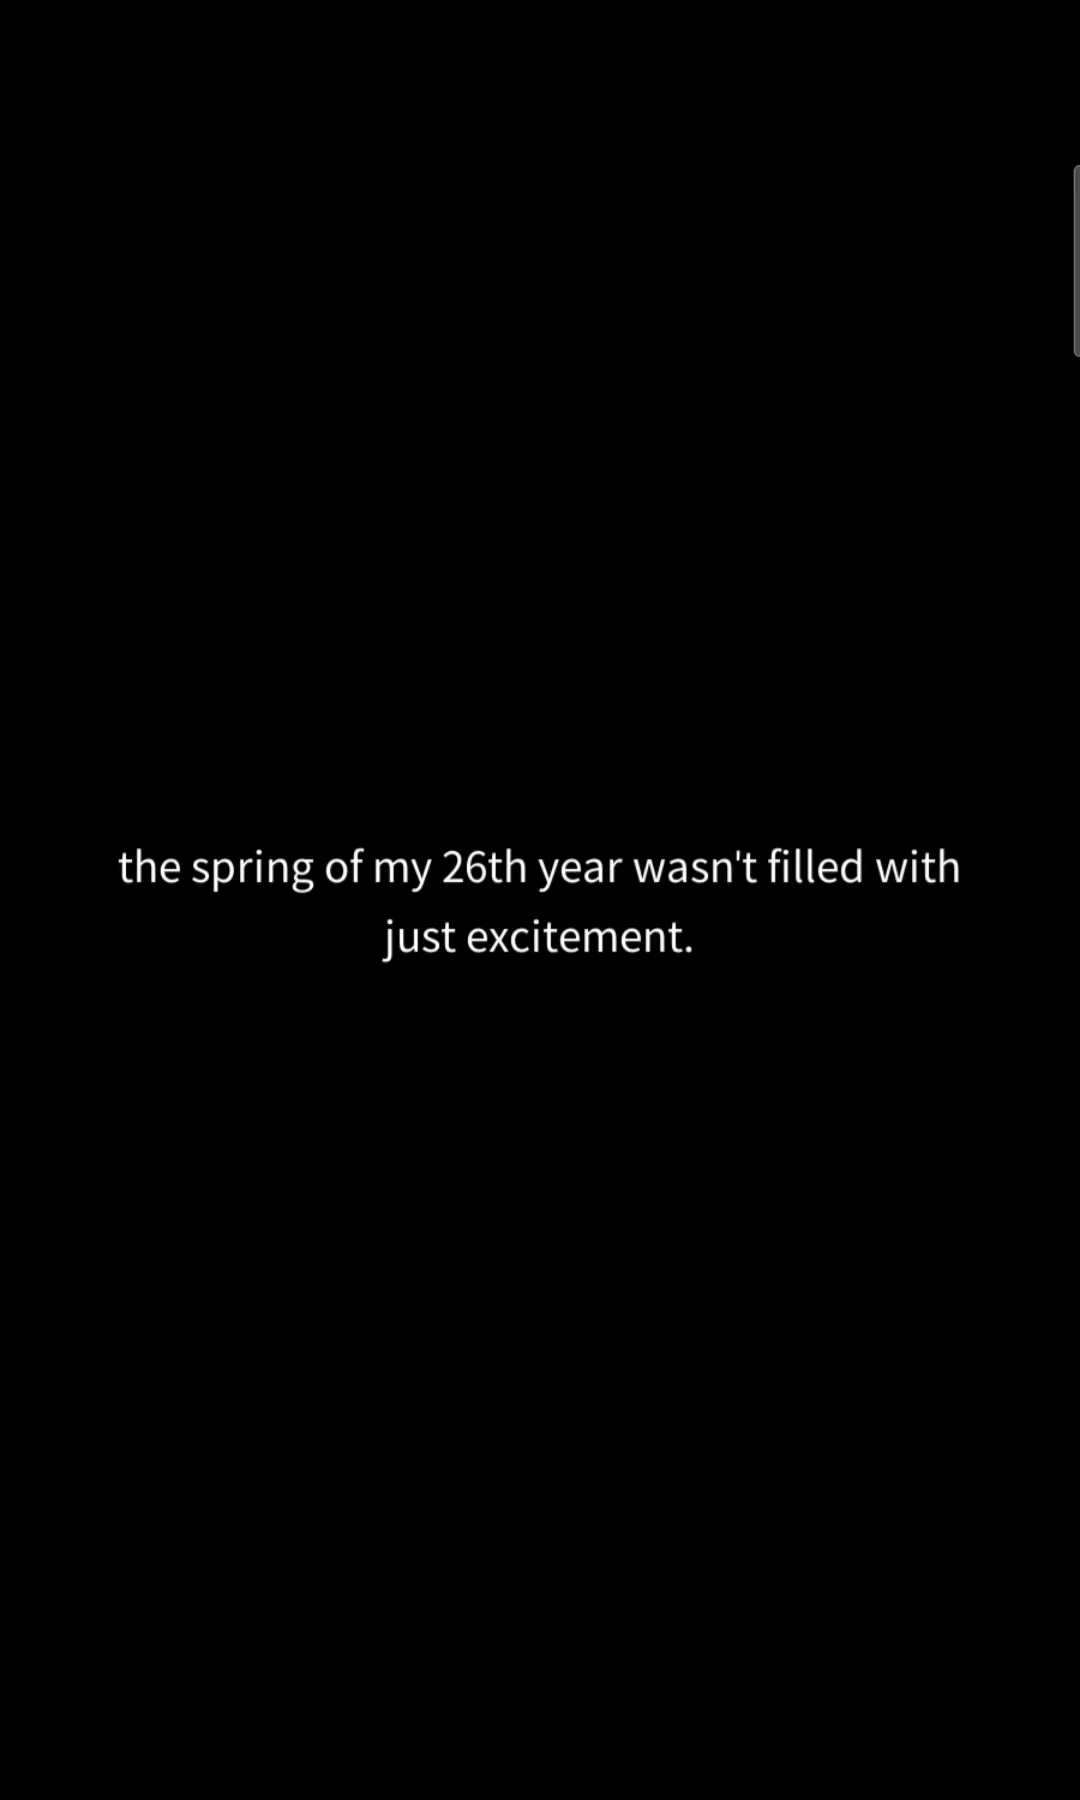 the spring of my 26th year wasn't filled with
just excitement.